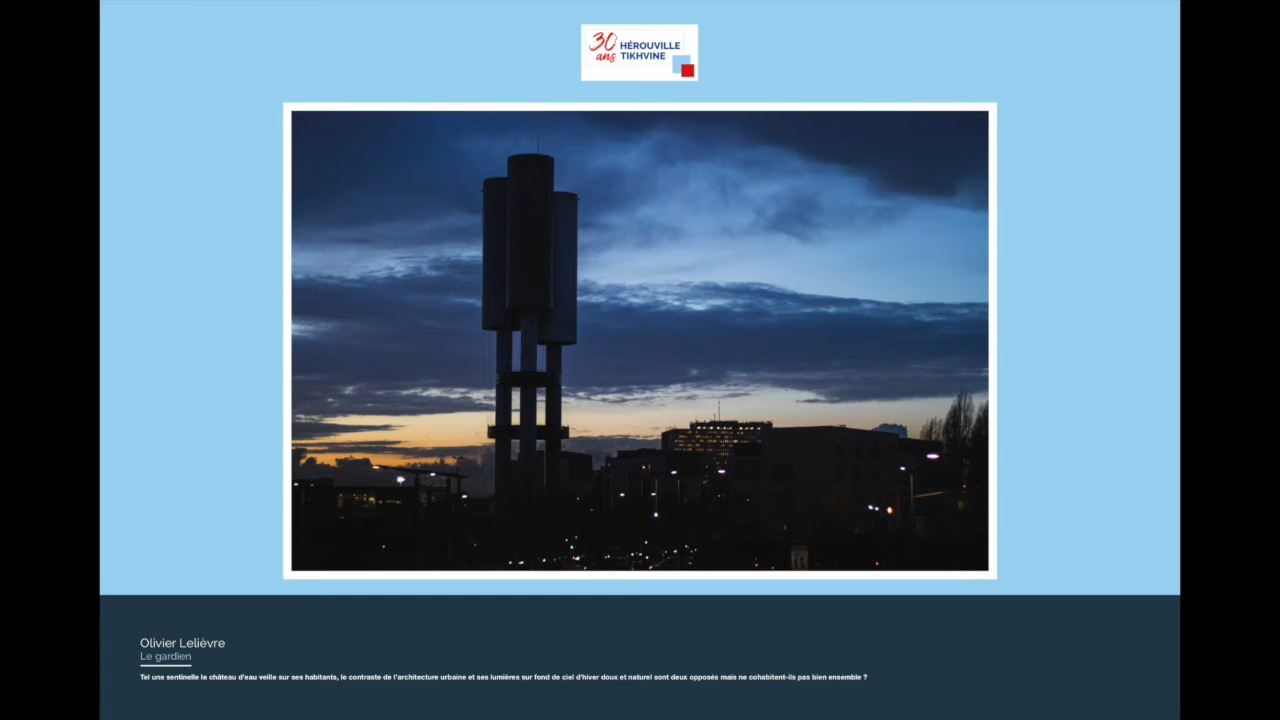 30 ans
HÉROUVILLE
TIKHVINE
Olivier Lelièvre
Le gardien
Tel une sentinelle le château d'eau veille sur ses habitants, le contraste de l'architecture urbaine et ses lumières sur fond de ciel d'hiver doux et naturel sont deux opposés mais ne cohabitent-ils pas bien ensemble ?